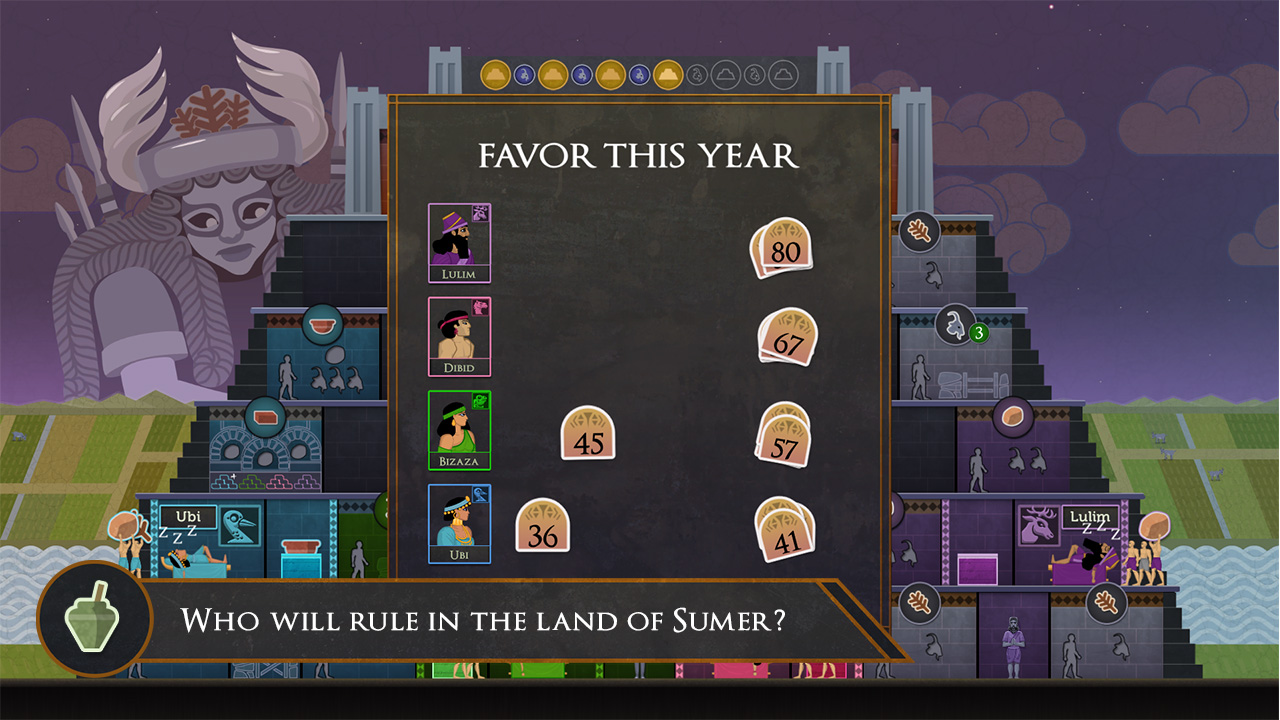 FAVOR THIS YEAR
LULIM
80
DIBID
67
3
BIZAZA
45
57
Ubi
Z Z Z
Lulim
Z Z Z
UBI
36
41
WHO WILL RULE IN THE LAND OF SUMER?